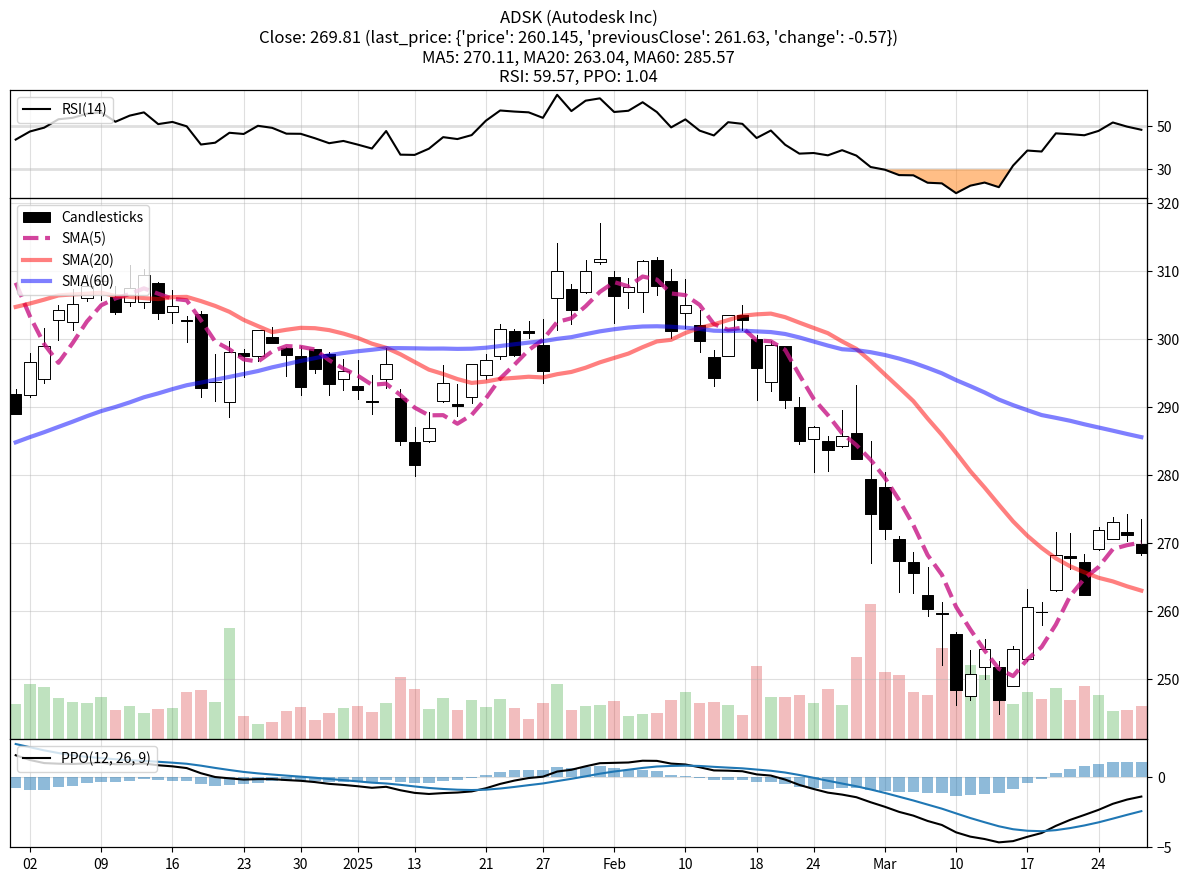 ADSK (Autodesk Inc)
Close: 269.81 (last_price: {'price': 260.145, 'previousClose': 261.63, 'change': -0.57})
MA5: 270.11, MA20: 263.04, MA60: 285.57
RSI: 59.57, PPO: 1.04
RSI(14)
50
30
Candlesticks
SMA(5)
SMA(20)
SMA(60)
320
310
300
290
280
270
260
250
PPO(12, 26, 9)
0
−5
02 09 16 23 30 2025 13 21 27 Feb 10 18 24 Mar 10 17 24